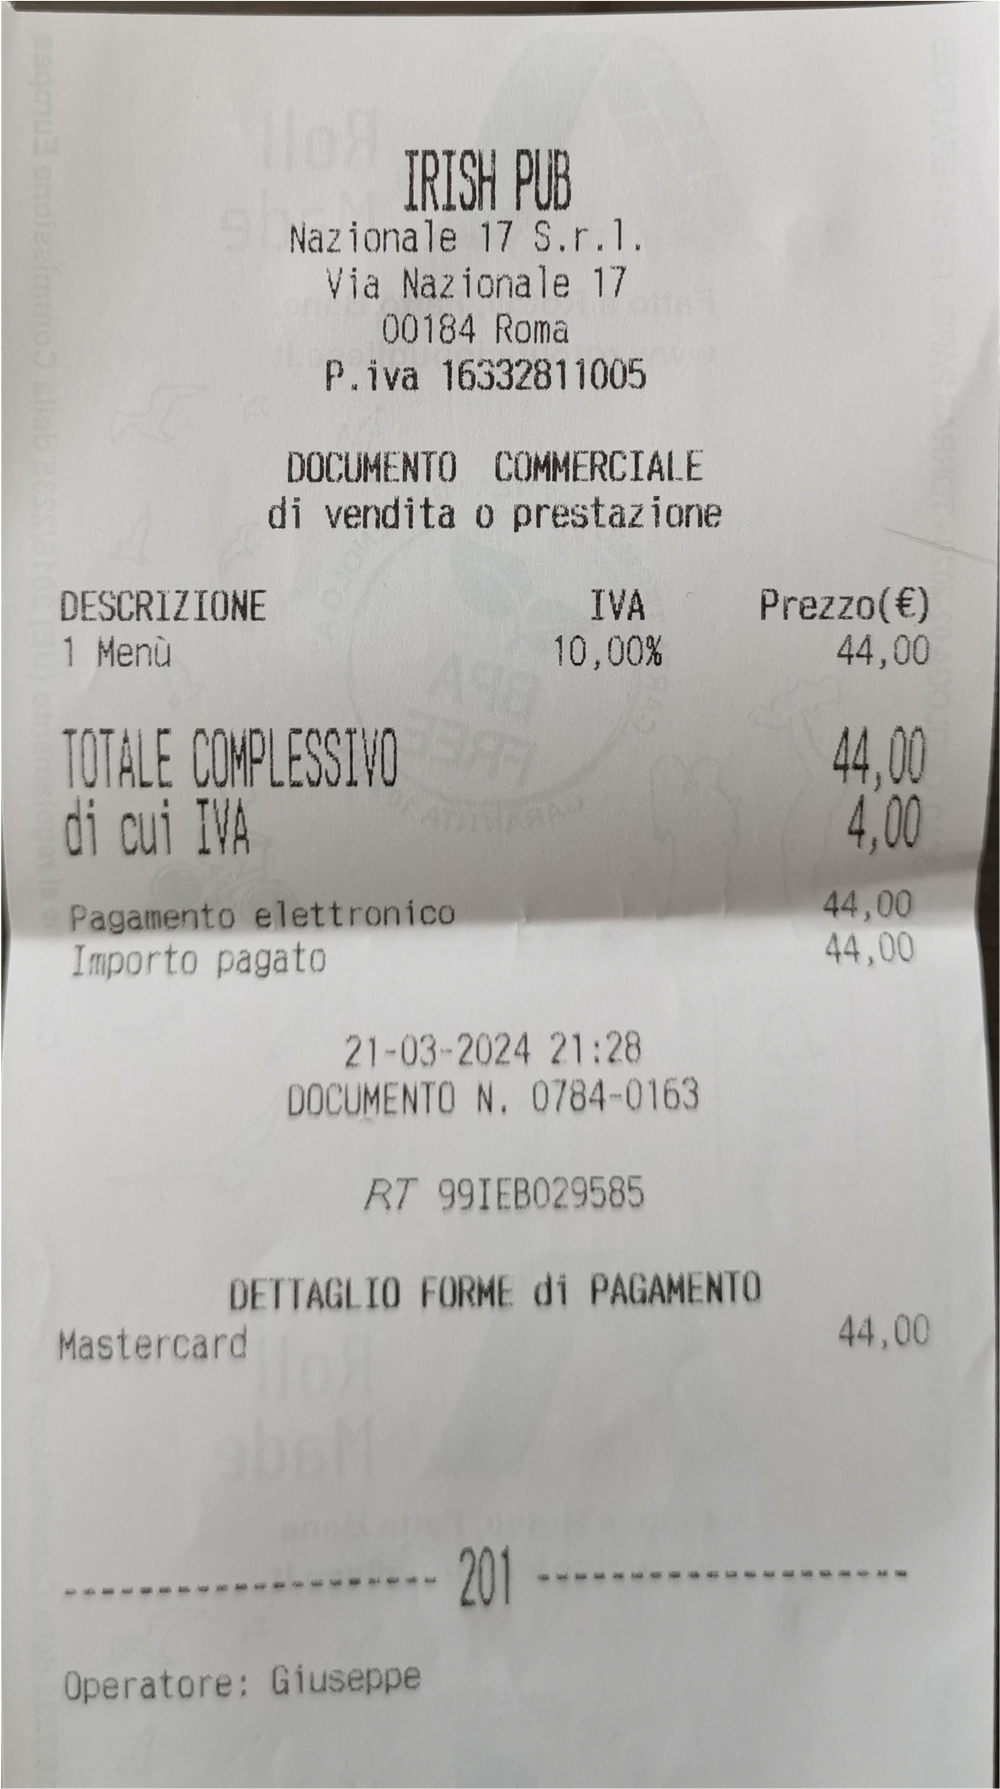 IRISH PUB
Nazionale 17 S.r.l.
Via Nazionale 17
00184 Roma
P.iva 16332811005
DOCUMENTO COMMERCIALE
di vendita o prestazione
DESCRIZIONE IVA Prezzo(€)
1 Menù 10,00% 44,00
TOTALE COMPLESSIVO 44,00
di cui IVA 4,00
Pagamento elettronico 44,00
Importo pagato 44,00
21-03-2024 21:28
DOCUMENTO N. 0784-0163
RT 99IEB029585
DETTAGLIO FORME di PAGAMENTO
Mastercard 44,00
--------------------- 201 ---------------------
Operatore: Giuseppe